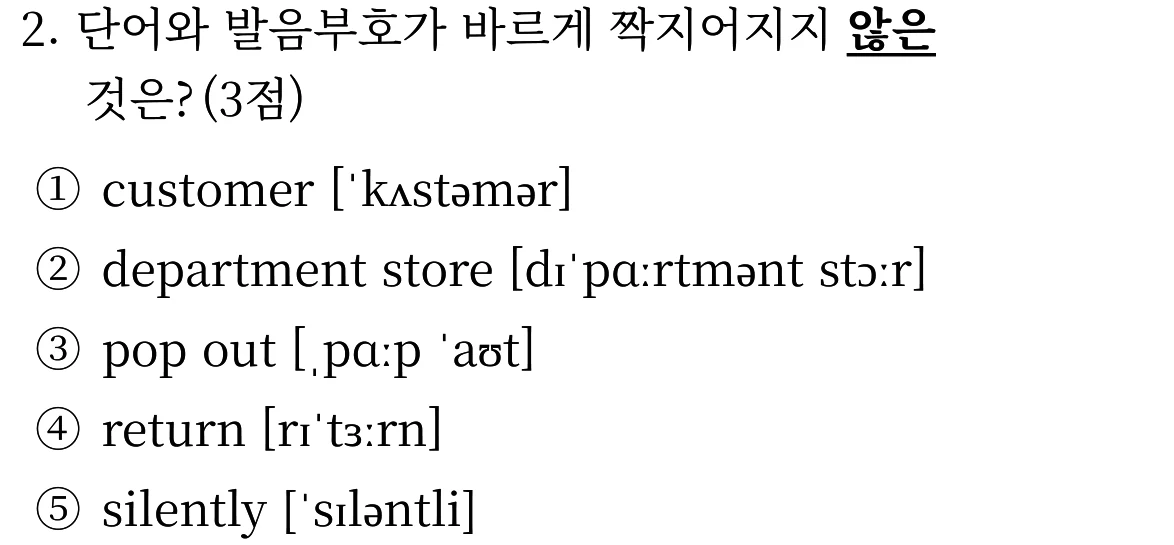 2. 단어와 발음부호가 바르게 짝지어지지 않은
것은?(3점)
① customer [ˈkʌstəmər]
② department store [dɪˈpɑːrtmənt stɔːr]
③ pop out [ˌpɑːp ˈaʊt]
④ return [rɪˈtɜːrn]
⑤ silently [ˈsɪləntli]